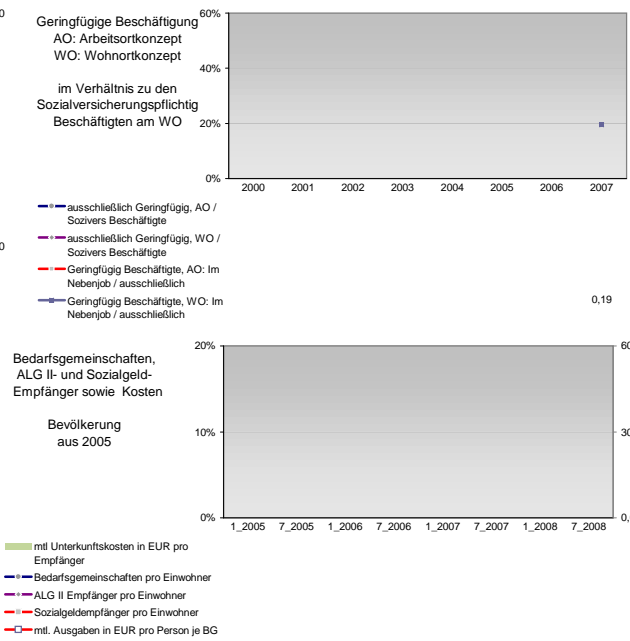 0
Geringfügige Beschäftigung
AO: Arbeitsortkonzept
WO: Wohnortkonzept
im Verhältnis zu den
Sozialversicherungspflichtig
Beschäftigten am WO
60%
40%
20%
0%
2000 2001 2002 2003 2004 2005 2006 2007
ausschließlich Geringfügig, AO /
Sozivers Beschäftigte
0
ausschließlich Geringfügig, WO /
Sozivers Beschäftigte
Geringfügig Beschäftigte, AO: Im
Nebenjob / ausschließlich
Geringfügig Beschäftigte, WO: Im
Nebenjob / ausschließlich
0,19
Bedarfsgemeinschaften,
ALG II- und Sozialgeld-
Empfänger sowie Kosten
Bevölkerung
aus 2005
20%
10%
0%
60
30
0,
1_2005 7_2005 1_2006 7_2006 1_2007 7_2007 1_2008 7_2008
mtl Unterkunftskosten in EUR pro
Empfänger
Bedarfsgemeinschaften pro Einwohner
ALG II Empfänger pro Einwohner
Sozialgeldempfänger pro Einwohner
mtl. Ausgaben in EUR pro Person je BG